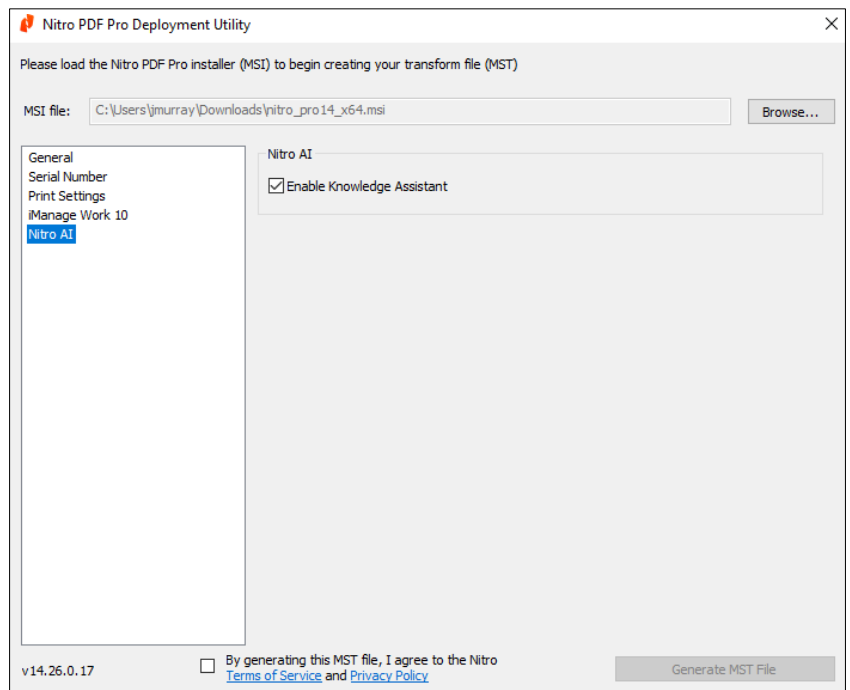 Nitro PDF Pro Deployment Utility
Please load the Nitro PDF Pro installer (MSI) to begin creating your transform file (MST)
MSI file:
C:\Users\jmurray\Downloads\nitro_pro14_x64.msi
Browse...
General
Serial Number
Print Settings
iManage Work 10
Nitro AI
Nitro AI
Enable Knowledge Assistant
v14.26.0.17
By generating this MST file, I agree to the Nitro
Terms of Service and Privacy Policy
Generate MST File